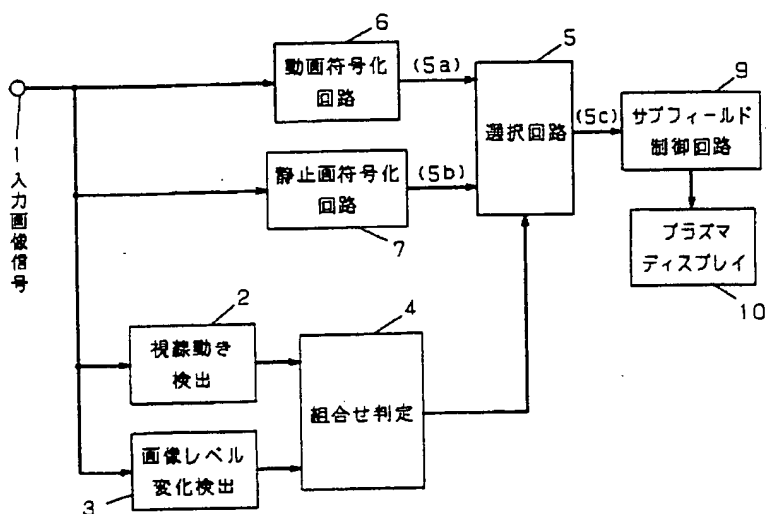 6
動画符号化
回路
(5a)
5
選択回路
(5c)
9
サブフィールド
制御回路
1
入力画像信号
静止画符号化
回路
(5b)
7
プラズマ
ディスプレイ
10
2
視線動き
検出
4
組合せ判定
画像レベル
変化検出
3